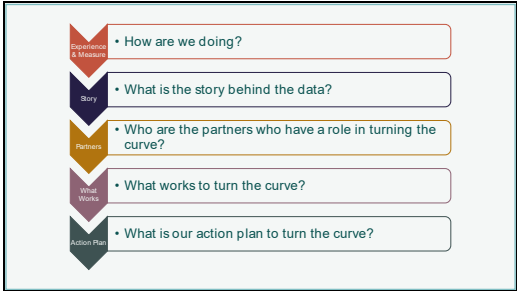 Experience
& Measure
• How are we doing?
Story
• What is the story behind the data?
Partners
• Who are the partners who have a role in turning the
curve?
What
Works
• What works to turn the curve?
Action Plan
• What is our action plan to turn the curve?